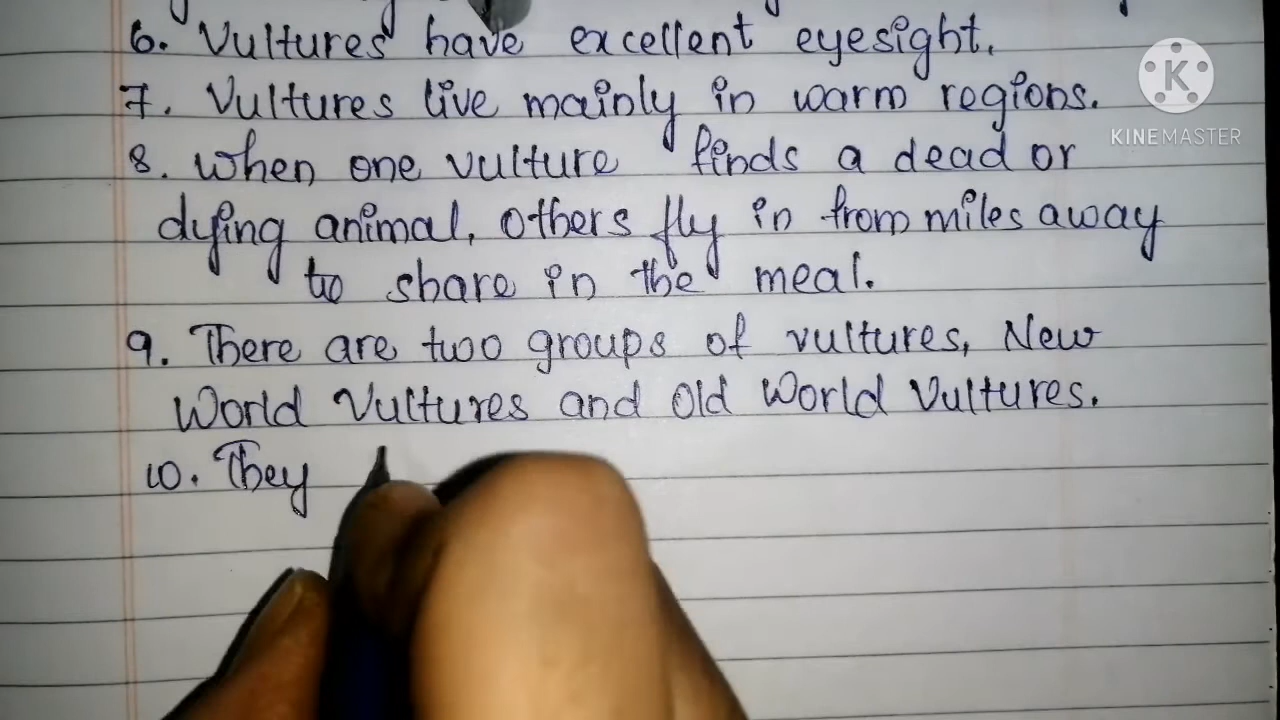 6. Vultures have excellent eyesight.
7. Vultures live mainly in warm regions.
8. When one vulture finds a dead or
dying animal, others fly in from miles away
to share in the meal.
9. There are two groups of vultures, New
World Vultures and Old World Vultures.
10. They
K
KINEMASTER